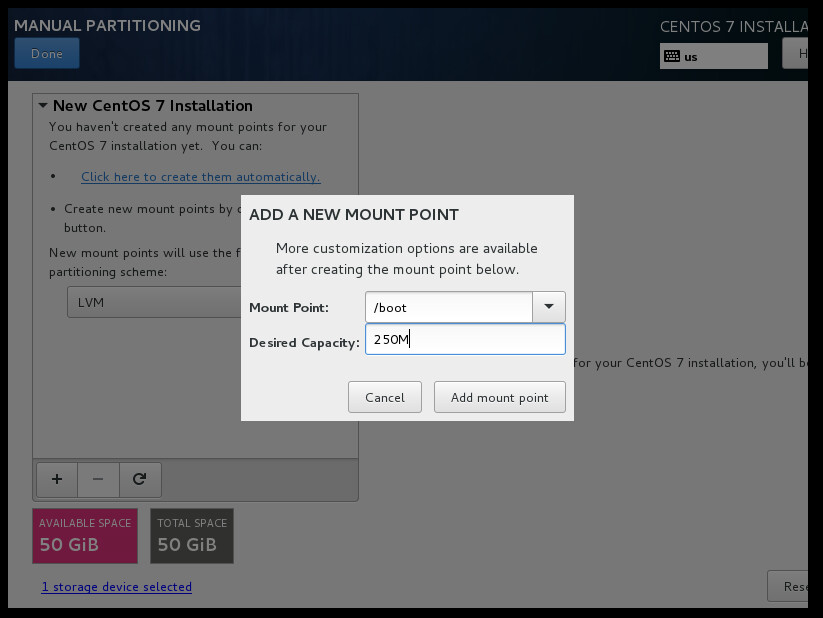 MANUAL PARTITIONING
CENTOS 7 INSTALLA
Done
us
H
New CentOS 7 Installation
You haven't created any mount points for your
CentOS 7 installation yet.  You can:
• Click here to create them automatically.
• Create new mount points by c
button.
New mount points will use the f
partitioning scheme:
LVM
ADD A NEW MOUNT POINT
More customization options are available
after creating the mount point below.
Mount Point: /boot
Desired Capacity: 250M
Cancel Add mount point
for your CentOS 7 installation, you'll be
+ −
AVAILABLE SPACE
50 GiB
TOTAL SPACE
50 GiB
1 storage device selected
Rese